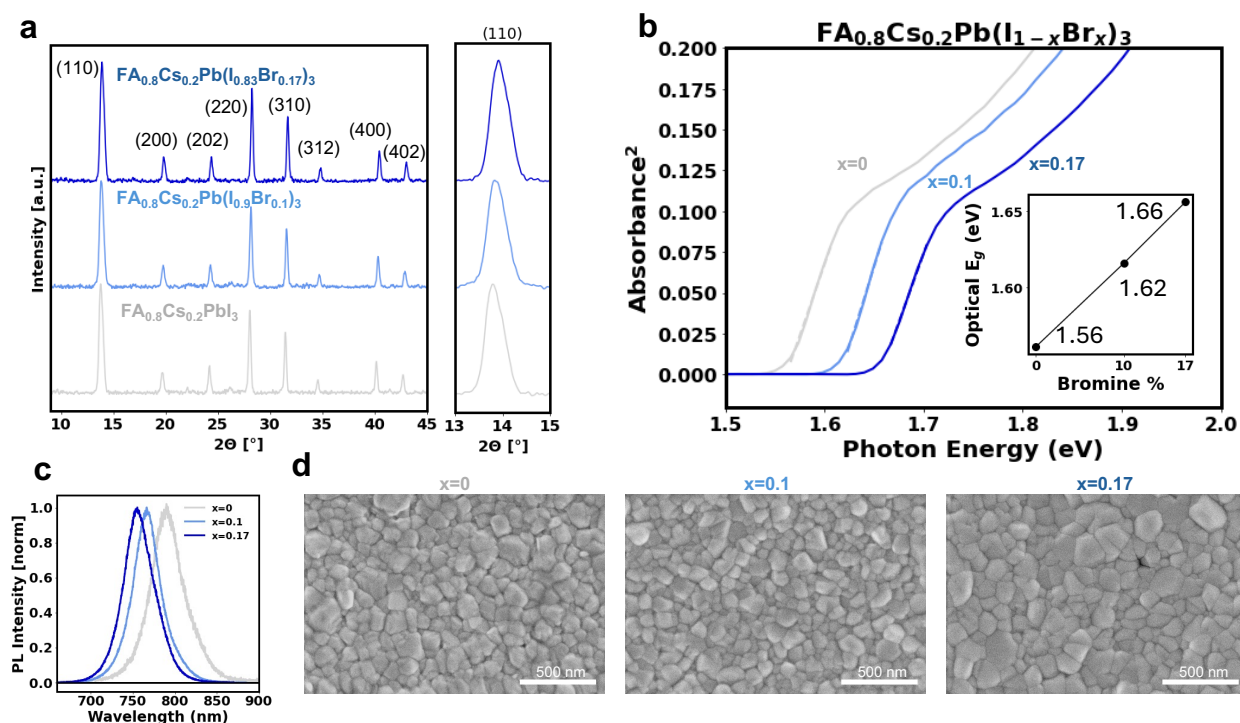 a
(110)
FA0.8Cs0.2Pb(I0.83Br0.17)3
(110)
(200)
(202)
(220)
(310)
(312)
(400)
(402)
FA0.8Cs0.2Pb(I0.9Br0.1)3
FA0.8Cs0.2PbI3
Intensity [a.u.]
10 15 20 25 30 35 40 45
2Θ [°]
13 14 15
2Θ [°]
b
FA0.8Cs0.2Pb(I1−xBrx)3
0.200
0.175
0.150
0.125
0.100
0.075
0.050
0.025
0.000
Absorbance2
x=0
x=0.1
x=0.17
1.65
1.60
Optical Eg (eV)
1.66
1.62
1.56
0 10 17
Bromine %
1.5 1.6 1.7 1.8 1.9 2.0
Photon Energy (eV)
c
1.0
0.8
0.6
0.4
0.2
0.0
PL Intensity [norm]
x=0
x=0.1
x=0.17
700 750 800 850 900
Wavelength (nm)
d
x=0
x=0.1
x=0.17
500 nm
500 nm
500 nm